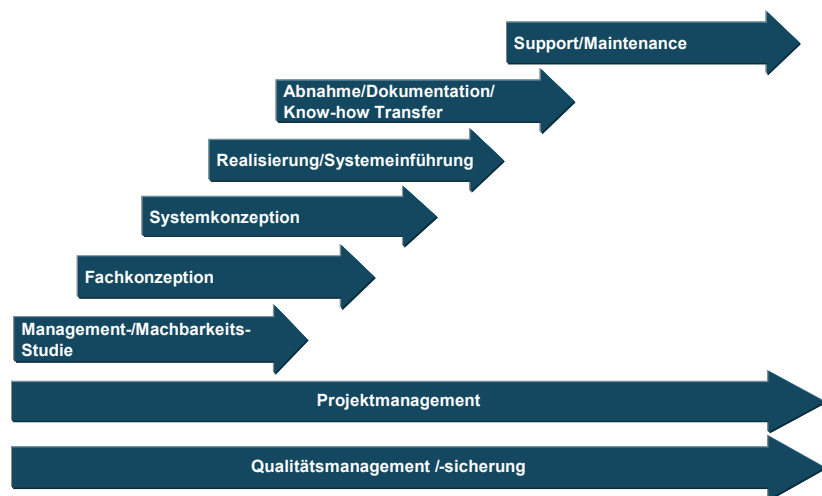 Support/Maintenance
Abnahme/Dokumentation/
Know-how Transfer
Realisierung/Systemeinführung
Systemkonzeption
Fachkonzeption
Management-/Machbarkeits-
Studie
Projektmanagement
Qualitätsmanagement /-sicherung